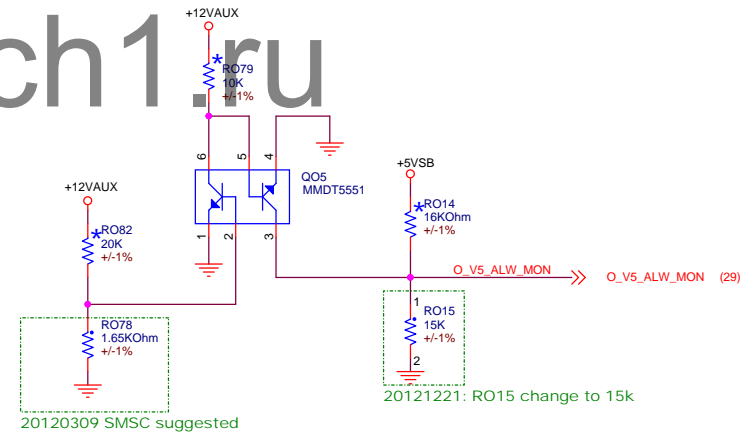 +12VAUX
ch1.ru
*
RO79
10K
+/-1%
6
5
4
QO5
MMDT5551
1
2
3
+5VSB
*
RO14
16KOhm
+/-1%
+12VAUX
*
RO82
20K
+/-1%
O_V5_ALW_MON
O_V5_ALW_MON (29)
1
RO15
15K
+/-1%
2
RO78
1.65KOhm
+/-1%
20121221: RO15 change to 15k
20120309 SMSC suggested